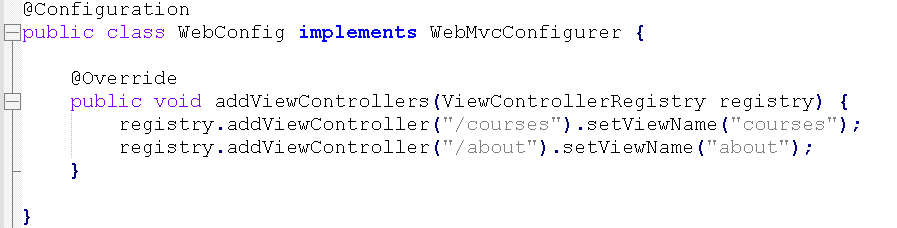 @Configuration
public class WebConfig implements WebMvcConfigurer {
@Override
public void addViewControllers(ViewControllerRegistry registry) {
registry.addViewController("/courses").setViewName("courses");
registry.addViewController("/about").setViewName("about");
}
}